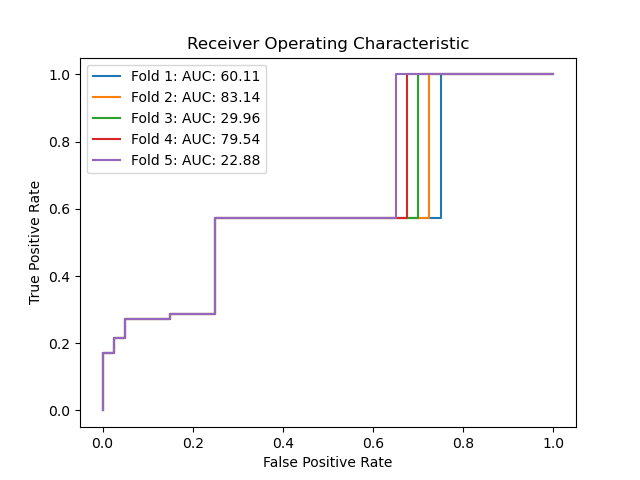 Receiver Operating Characteristic
Fold 1: AUC: 60.11
Fold 2: AUC: 83.14
Fold 3: AUC: 29.96
Fold 4: AUC: 79.54
Fold 5: AUC: 22.88
True Positive Rate
1.0
0.8
0.6
0.4
0.2
0.0
0.0 0.2 0.4 0.6 0.8 1.0
False Positive Rate